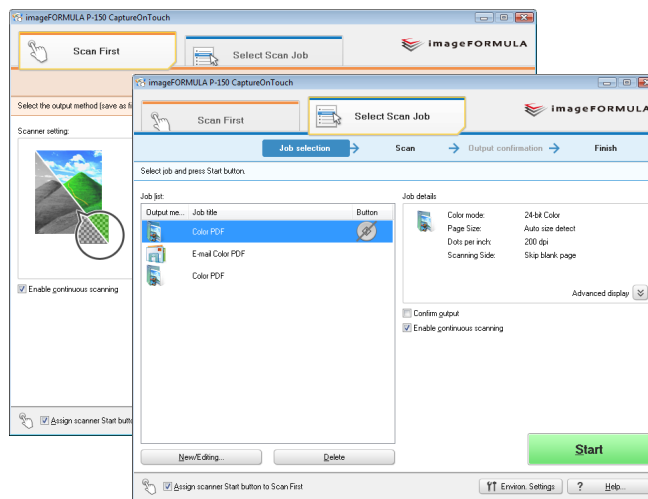 imageFORMULA P-150 CaptureOnTouch
Scan First
Select Scan Job
imageFORMULA
Select the output method (save as fi
Scanner setting:
Enable continuous scanning
Assign scanner Start butto
imageFORMULA P-150 CaptureOnTouch
Scan First
Select Scan Job
imageFORMULA
Job selection
Scan
Output confirmation
Finish
Select job and press Start button.
Job list:
Output me... Job title Button
Color PDF
E-mail Color PDF
Color PDF
New/Editing...
Delete
Job details
Color mode: 24-bit Color
Page Size: Auto size detect
Dots per inch: 200 dpi
Scanning Side: Skip blank page
Advanced display
Confirm output
Enable continuous scanning
Start
Assign scanner Start button to Scan First
Environ. Settings
? Help...